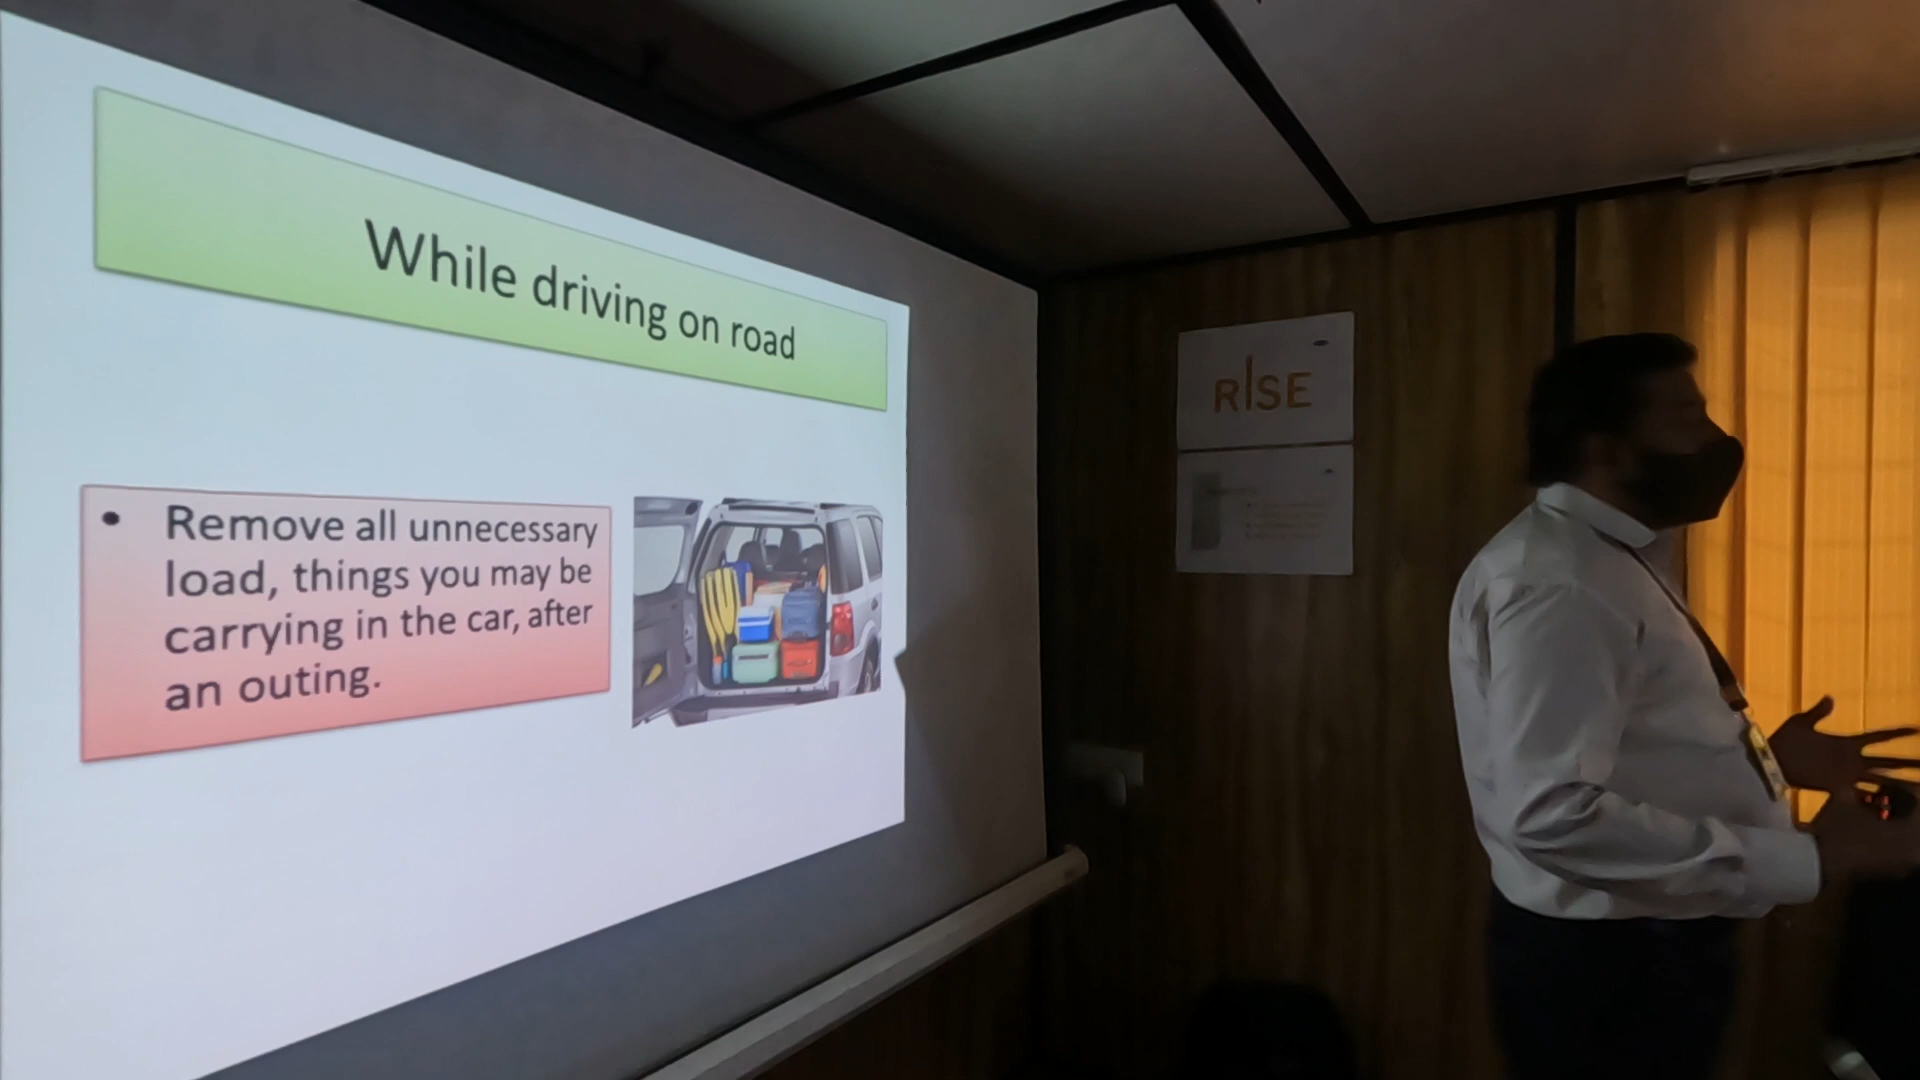 While driving on road
• Remove all unnecessary
load, things you may be
carrying in the car, after
an outing.
RISE